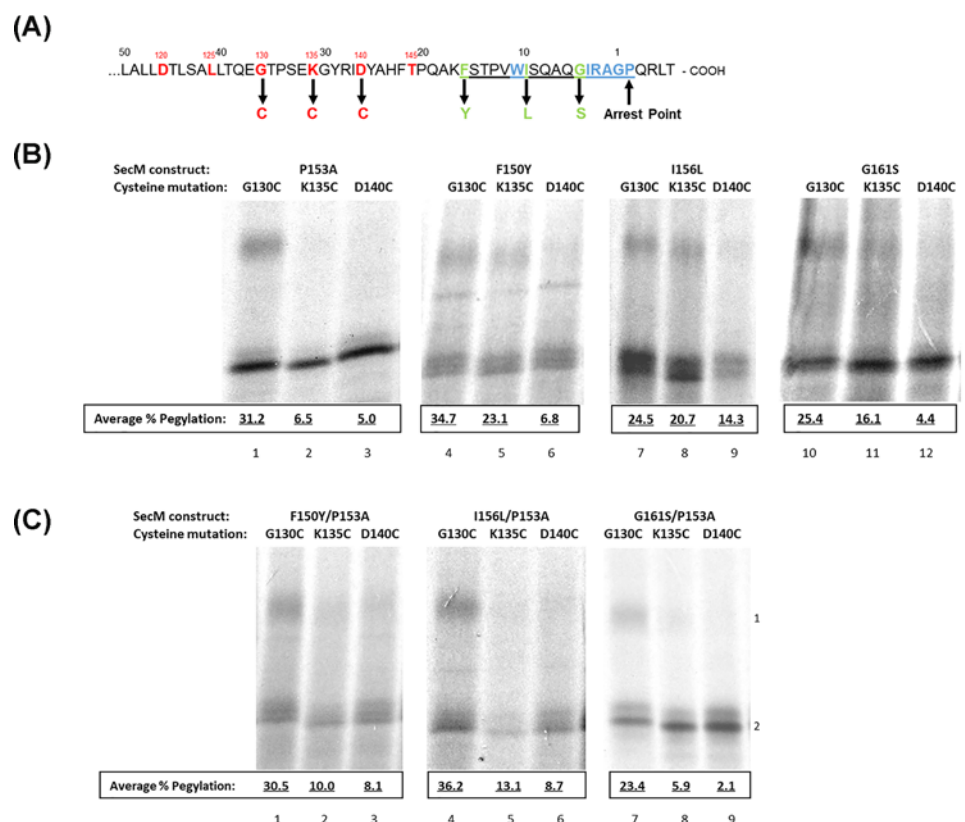 (A)
50 120 125 40 130 135 30 140 145 20 10 1
...LALLDTLSALLTQEGTPSEKGYRIDYAHFTPQAKFSTPVWISQAQGIRAGPQRLT - COOH
C C C Y L S Arrest Point
(B)
SecM construct: P153A F150Y I156L G161S
Cysteine mutation: G130C K135C D140C G130C K135C D140C G130C K135C D140C G130C K135C D140C
Average % Pegylation: 31.2 6.5 5.0 34.7 23.1 6.8 24.5 20.7 14.3 25.4 16.1 4.4
1 2 3 4 5 6 7 8 9 10 11 12
(C)
SecM construct: F150Y/P153A I156L/P153A G161S/P153A
Cysteine mutation: G130C K135C D140C G130C K135C D140C G130C K135C D140C
1
2
Average % Pegylation: 30.5 10.0 8.1 36.2 13.1 8.7 23.4 5.9 2.1
1 2 3 4 5 6 7 8 9